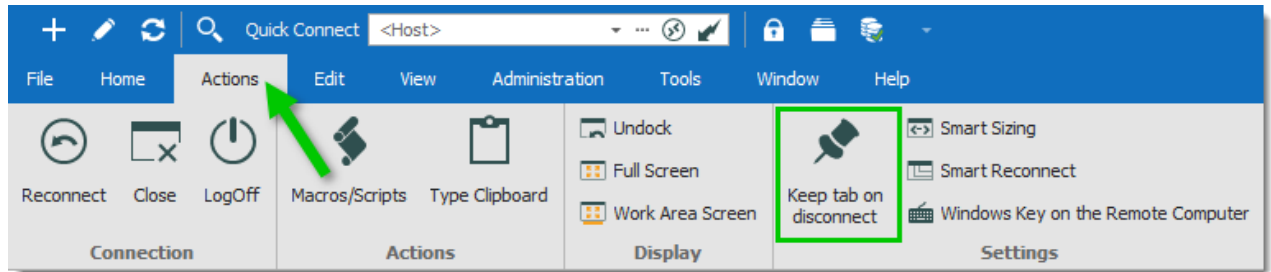 Quick Connect <Host>
File Home Actions Edit View Administration Tools Window Help
Reconnect Close LogOff Macros/Scripts Type Clipboard
Undock
Full Screen
Work Area Screen
Keep tab on
disconnect
Smart Sizing
Smart Reconnect
Windows Key on the Remote Computer
Connection Actions Display Settings